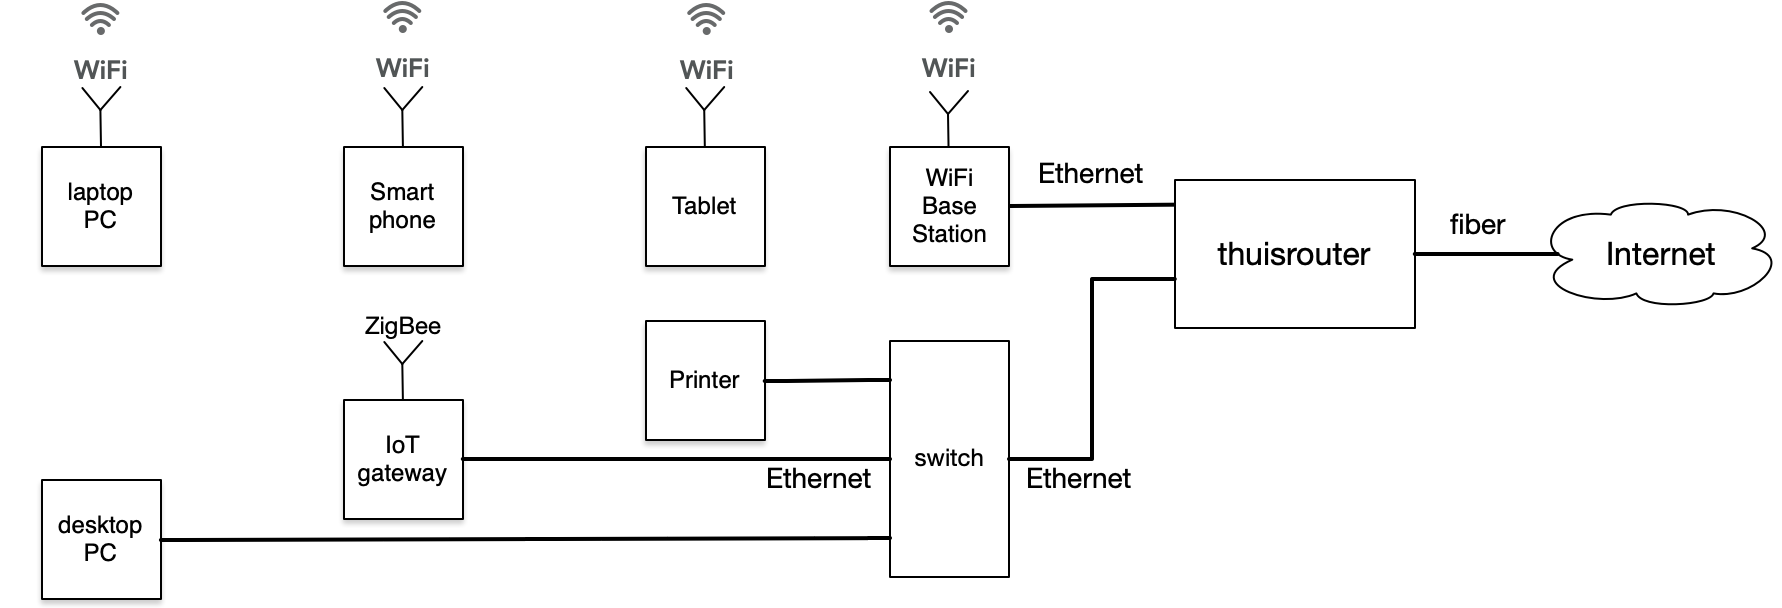 WiFi
WiFi
WiFi
WiFi
laptop
PC
Smart
phone
Tablet
WiFi
Base
Station
Ethernet
thuisrouter
fiber
Internet
ZigBee
IoT
gateway
Printer
switch
Ethernet
Ethernet
desktop
PC